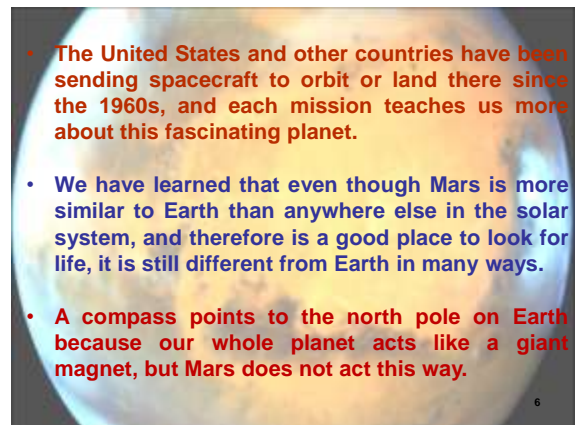 • The United States and other countries have been
sending spacecraft to orbit or land there since
the 1960s, and each mission teaches us more
about this fascinating planet.
• We have learned that even though Mars is more
similar to Earth than anywhere else in the solar
system, and therefore is a good place to look for
life, it is still different from Earth in many ways.
• A compass points to the north pole on Earth
because our whole planet acts like a giant
magnet, but Mars does not act this way.
6